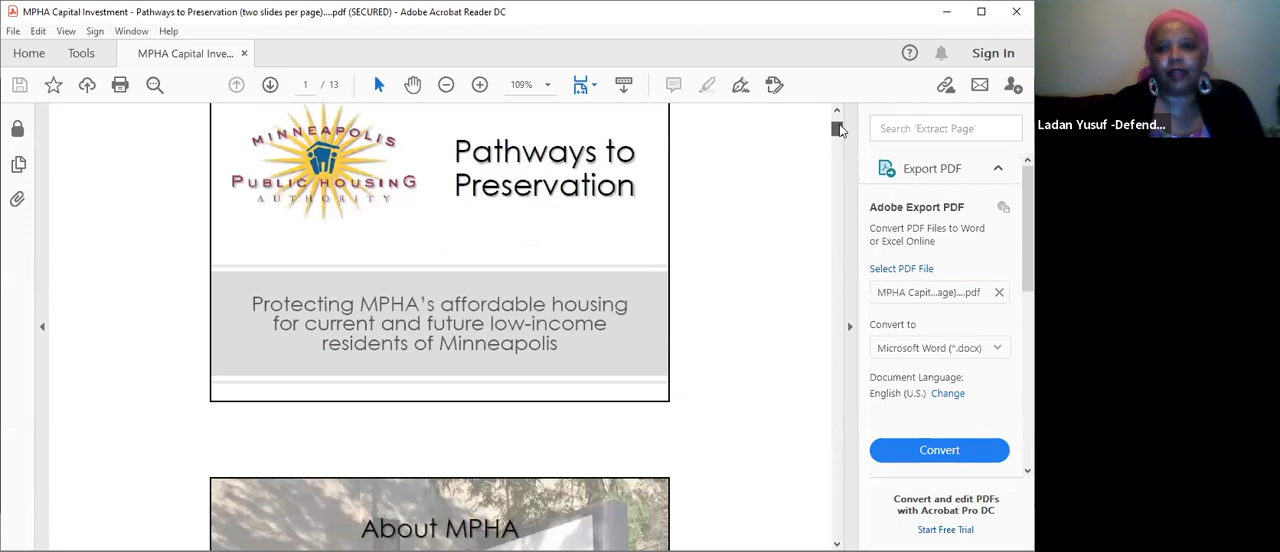 MPHA Capital Investment - Pathways to Preservation (two slides per page)....pdf (SECURED) - Adobe Acrobat Reader DC
File Edit View Sign Window Help
Home Tools MPHA Capital Inve... × Sign In
1 / 13 109%
MINNEAPOLIS
PUBLIC HOUSING
AUTHORITY
Pathways to
Preservation
Protecting MPHA's affordable housing
for current and future low-income
residents of Minneapolis
About MPHA
Search 'Extract Page'
Export PDF
Adobe Export PDF
Convert PDF Files to Word
or Excel Online
Select PDF File
MPHA Capit...age)....pdf
Convert to
Microsoft Word (*.docx)
Document Language:
English (U.S.) Change
Convert
Convert and edit PDFs
with Acrobat Pro DC
Start Free Trial
Ladan Yusuf -Defend...